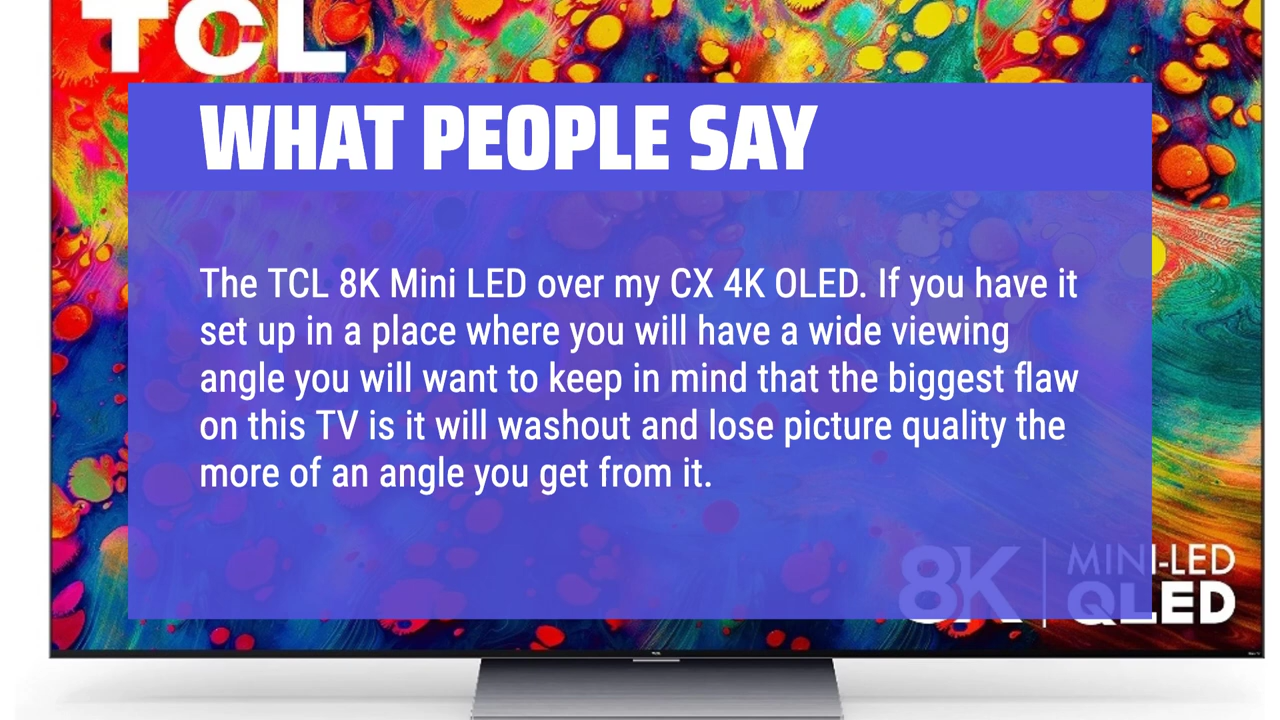 TCL
WHAT PEOPLE SAY
The TCL 8K Mini LED over my CX 4K OLED. If you have it
set up in a place where you will have a wide viewing
angle you will want to keep in mind that the biggest flaw
on this TV is it will washout and lose picture quality the
more of an angle you get from it.
8K
MINI-LED
QLED